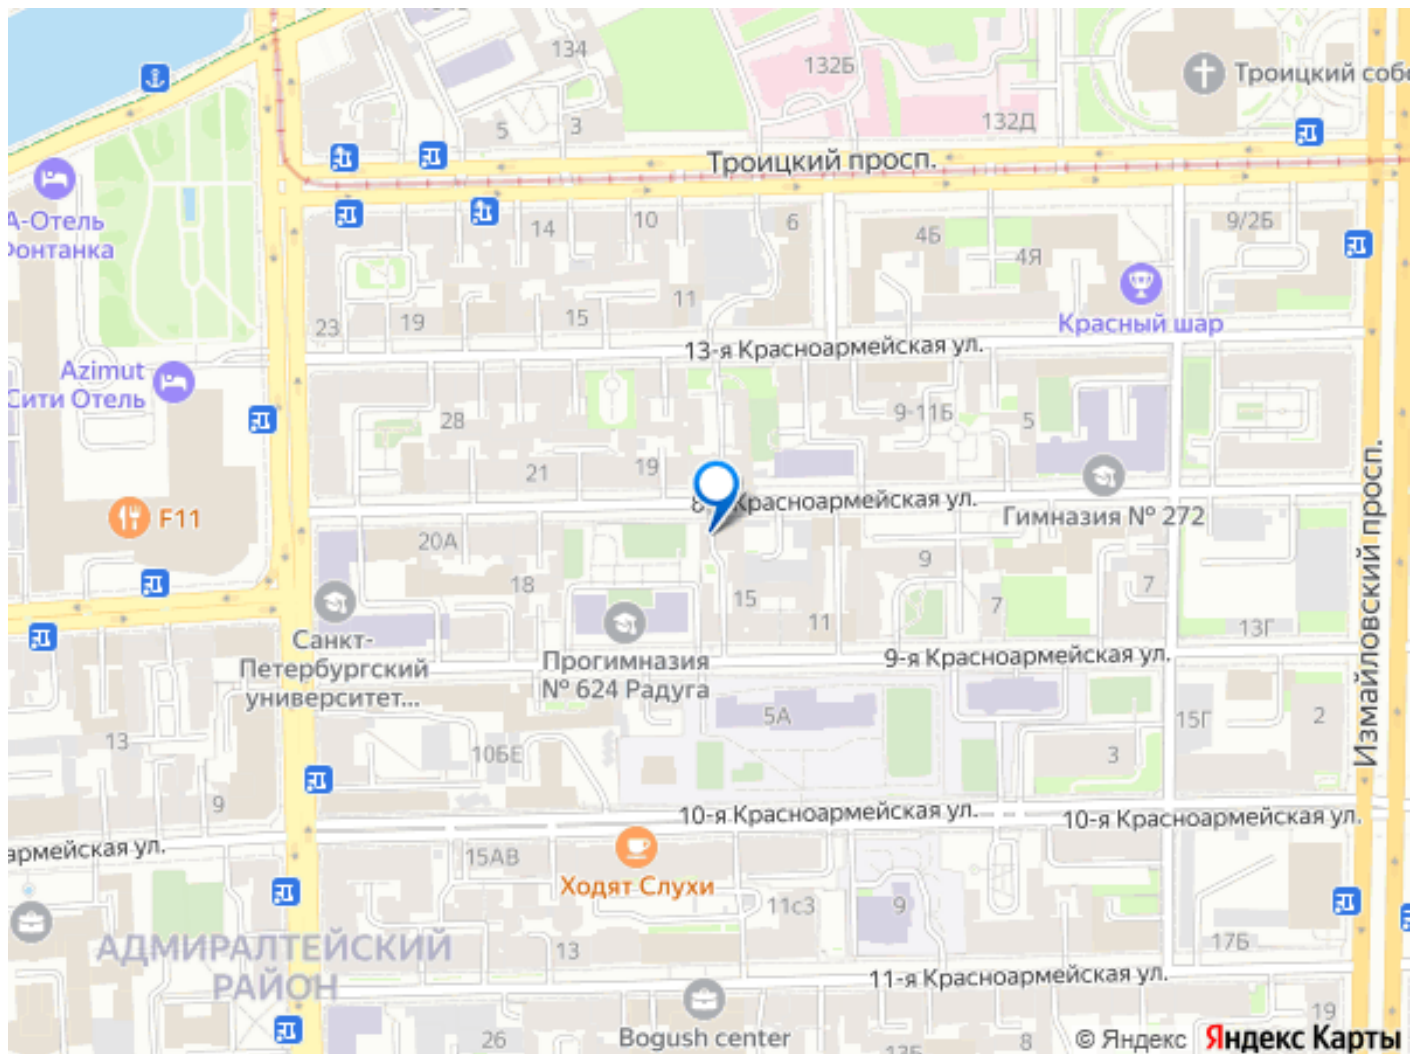 134
132Б
Троицкий собо
5
3
132Д
Троицкий просп.
А-Отель
Фонтанка
14
10
6
4Б
9/2Б
4Я
11
23
19
15
Красный шар
13-я Красноармейская ул.
Azimut
Сити Отель
28
9-11Б
5
21
19
8-я Красноармейская ул.
F11
Гимназия № 272
Измайловский просп.
20А
18
9
7
15
7
11
13Г
Санкт-
Петербургский
университет...
Прогимназия
№ 624 Радуга
9-я Красноармейская ул.
5А
15Г
2
13
10БЕ
3
9
10-я Красноармейская ул.
10-я Красноармейская ул.
армейская ул.
15АВ
Ходят Слухи
11с3
9
АДМИРАЛТЕЙСКИЙ
РАЙОН
13
17Б
11-я Красноармейская ул.
26
Bogush center
13Б
8
19
© Яндекс Яндекс Карты